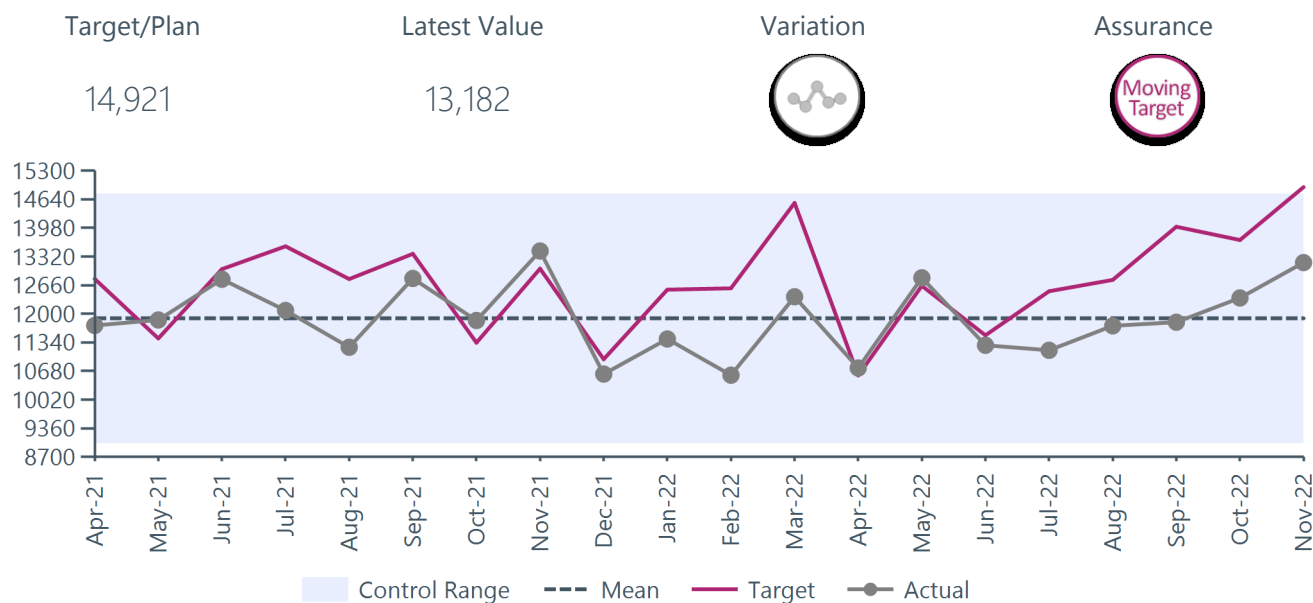 Target/Plan Latest Value Variation Assurance
14,921 13,182
Moving
Target
15300
14640
13980
13320
12660
12000
11340
10680
10020
9360
8700
Apr-21 May-21 Jun-21 Jul-21 Aug-21 Sep-21 Oct-21 Nov-21 Dec-21 Jan-22 Feb-22 Mar-22 Apr-22 May-22 Jun-22 Jul-22 Aug-22 Sep-22 Oct-22 Nov-22
Control Range Mean Target Actual